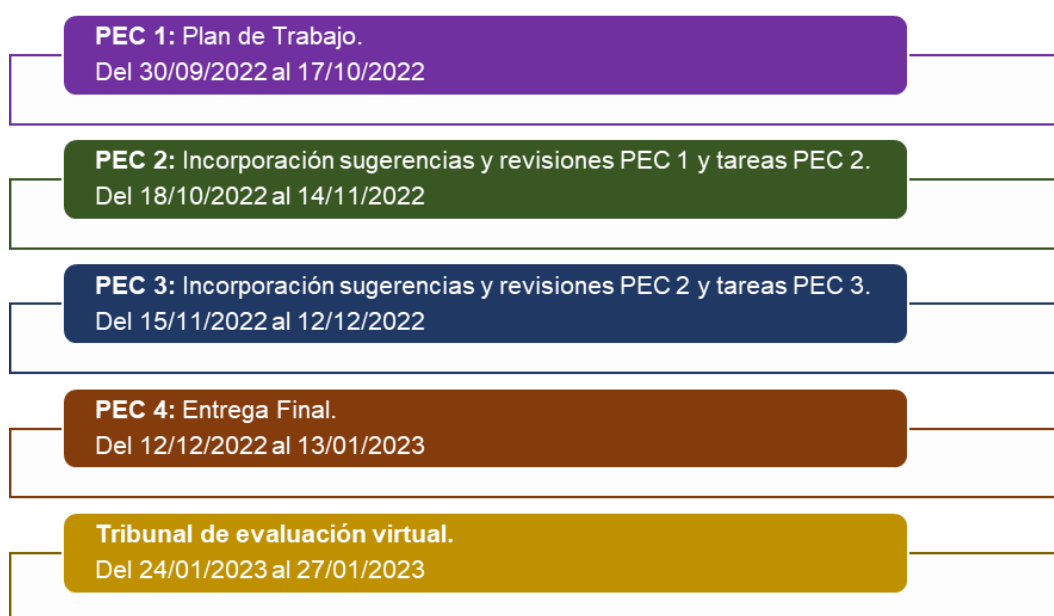 PEC 1: Plan de Trabajo.
Del 30/09/2022 al 17/10/2022
PEC 2: Incorporación sugerencias y revisiones PEC 1 y tareas PEC 2.
Del 18/10/2022 al 14/11/2022
PEC 3: Incorporación sugerencias y revisiones PEC 2 y tareas PEC 3.
Del 15/11/2022 al 12/12/2022
PEC 4: Entrega Final.
Del 12/12/2022 al 13/01/2023
Tribunal de evaluación virtual.
Del 24/01/2023 al 27/01/2023